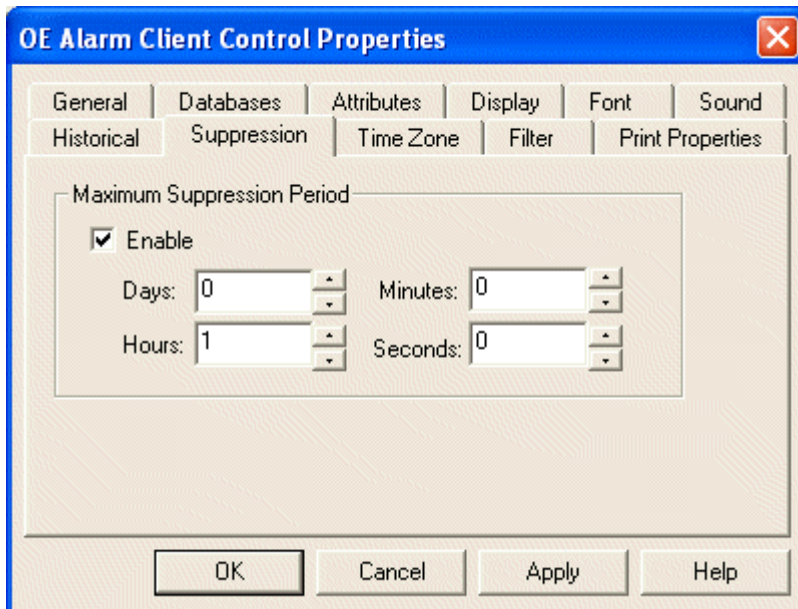 OE Alarm Client Control Properties
General Databases Attributes Display Font Sound
Historical Suppression Time Zone Filter Print Properties
Maximum Suppression Period
Enable
Days: 0 Minutes: 0
Hours: 1 Seconds: 0
OK Cancel Apply Help